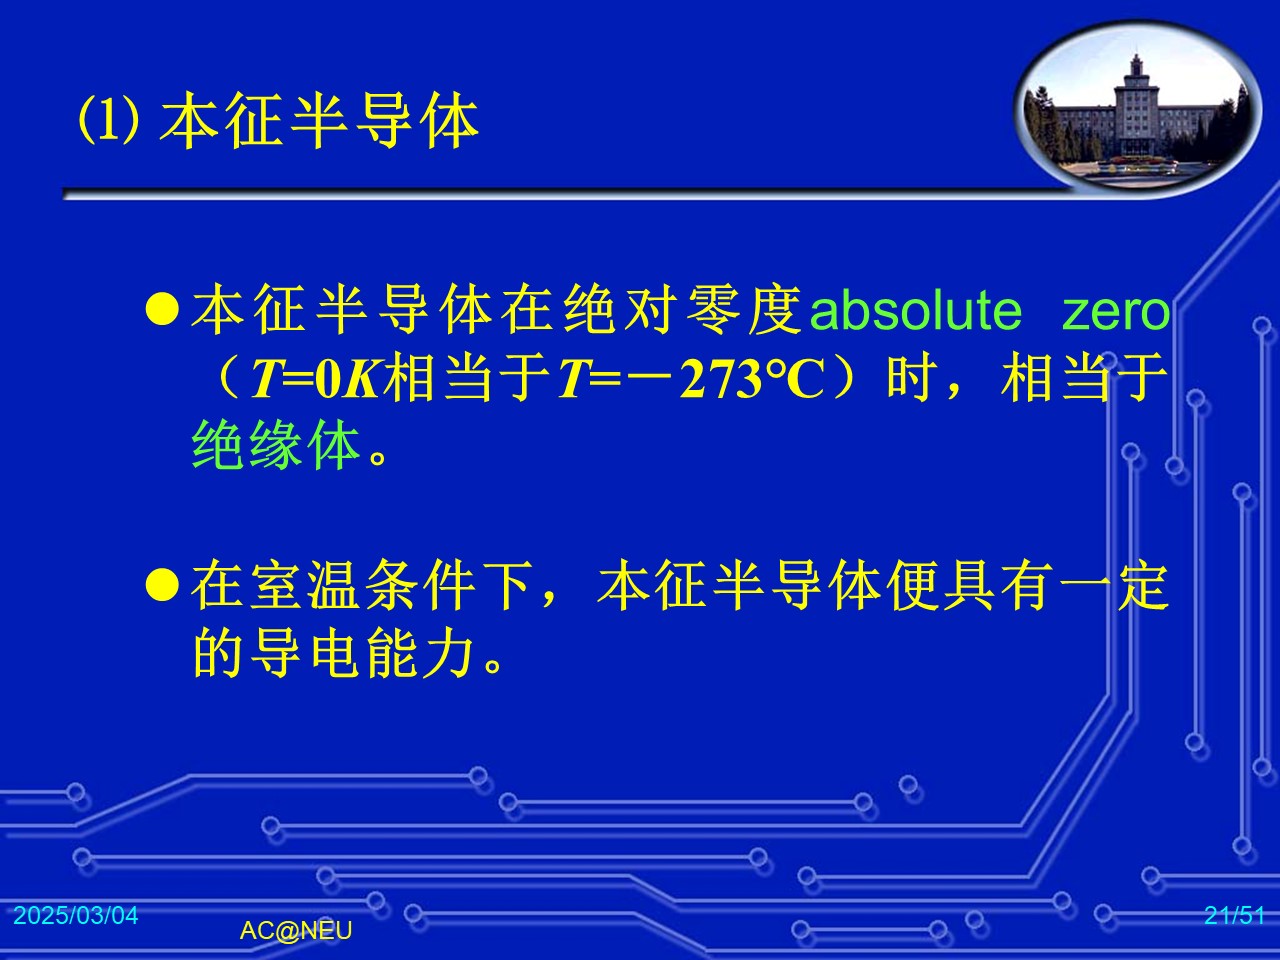 ⑴ 本征半导体
●本征半导体在绝对零度absolute zero
（T=0K相当于T=－273℃）时，相当于
绝缘体。
●在室温条件下，本征半导体便具有一定
的导电能力。
2025/03/04
AC@NEU
21/51